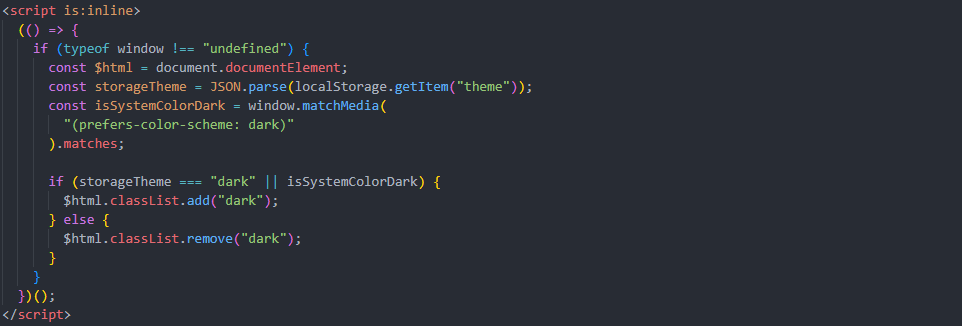 <script is:inline>
  (() => {
    if (typeof window !== "undefined") {
      const $html = document.documentElement;
      const storageTheme = JSON.parse(localStorage.getItem("theme"));
      const isSystemColorDark = window.matchMedia(
        "(prefers-color-scheme: dark)"
      ).matches;

      if (storageTheme === "dark" || isSystemColorDark) {
        $html.classList.add("dark");
      } else {
        $html.classList.remove("dark");
      }
    }
  })();
</script>